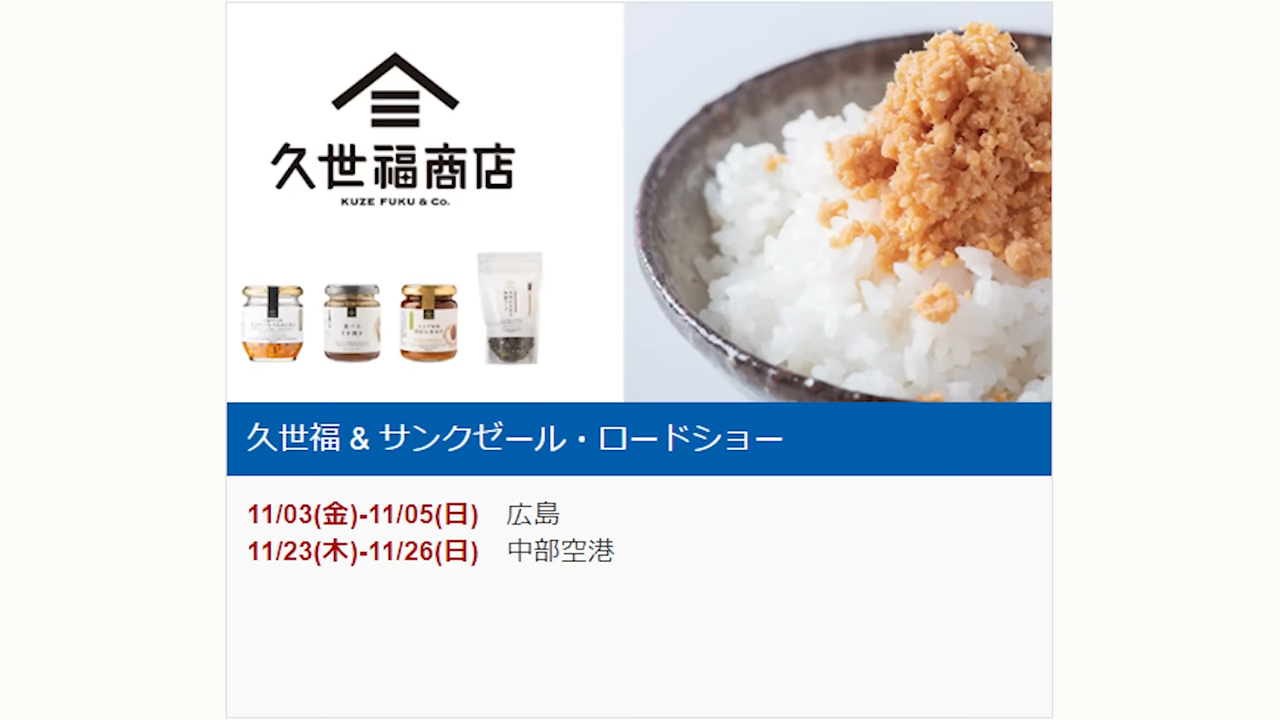 久世福商店
KUZE FUKU & Co.
久世福 & サンクゼール・ロードショー
11/03(金)-11/05(日) 広島
11/23(木)-11/26(日) 中部空港